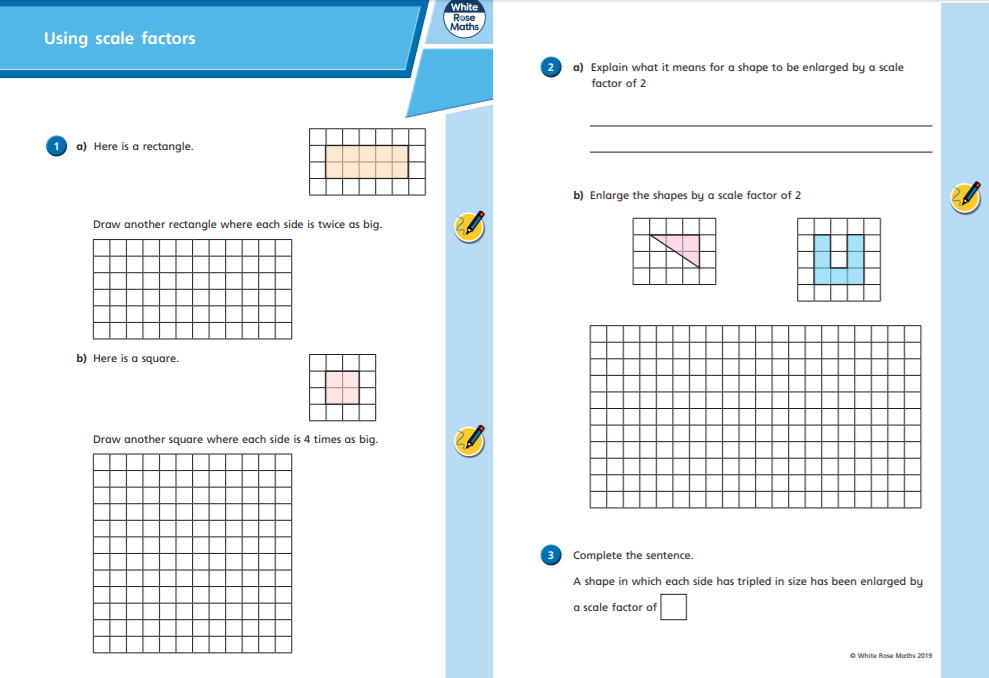 Using scale factors
White
Rose
Maths
1 a) Here is a rectangle.
Draw another rectangle where each side is twice as big.
b) Here is a square.
Draw another square where each side is 4 times as big.
2 a) Explain what it means for a shape to be enlarged by a scale
factor of 2
b) Enlarge the shapes by a scale factor of 2
3 Complete the sentence.
A shape in which each side has tripled in size has been enlarged by
a scale factor of
© White Rose Maths 2019